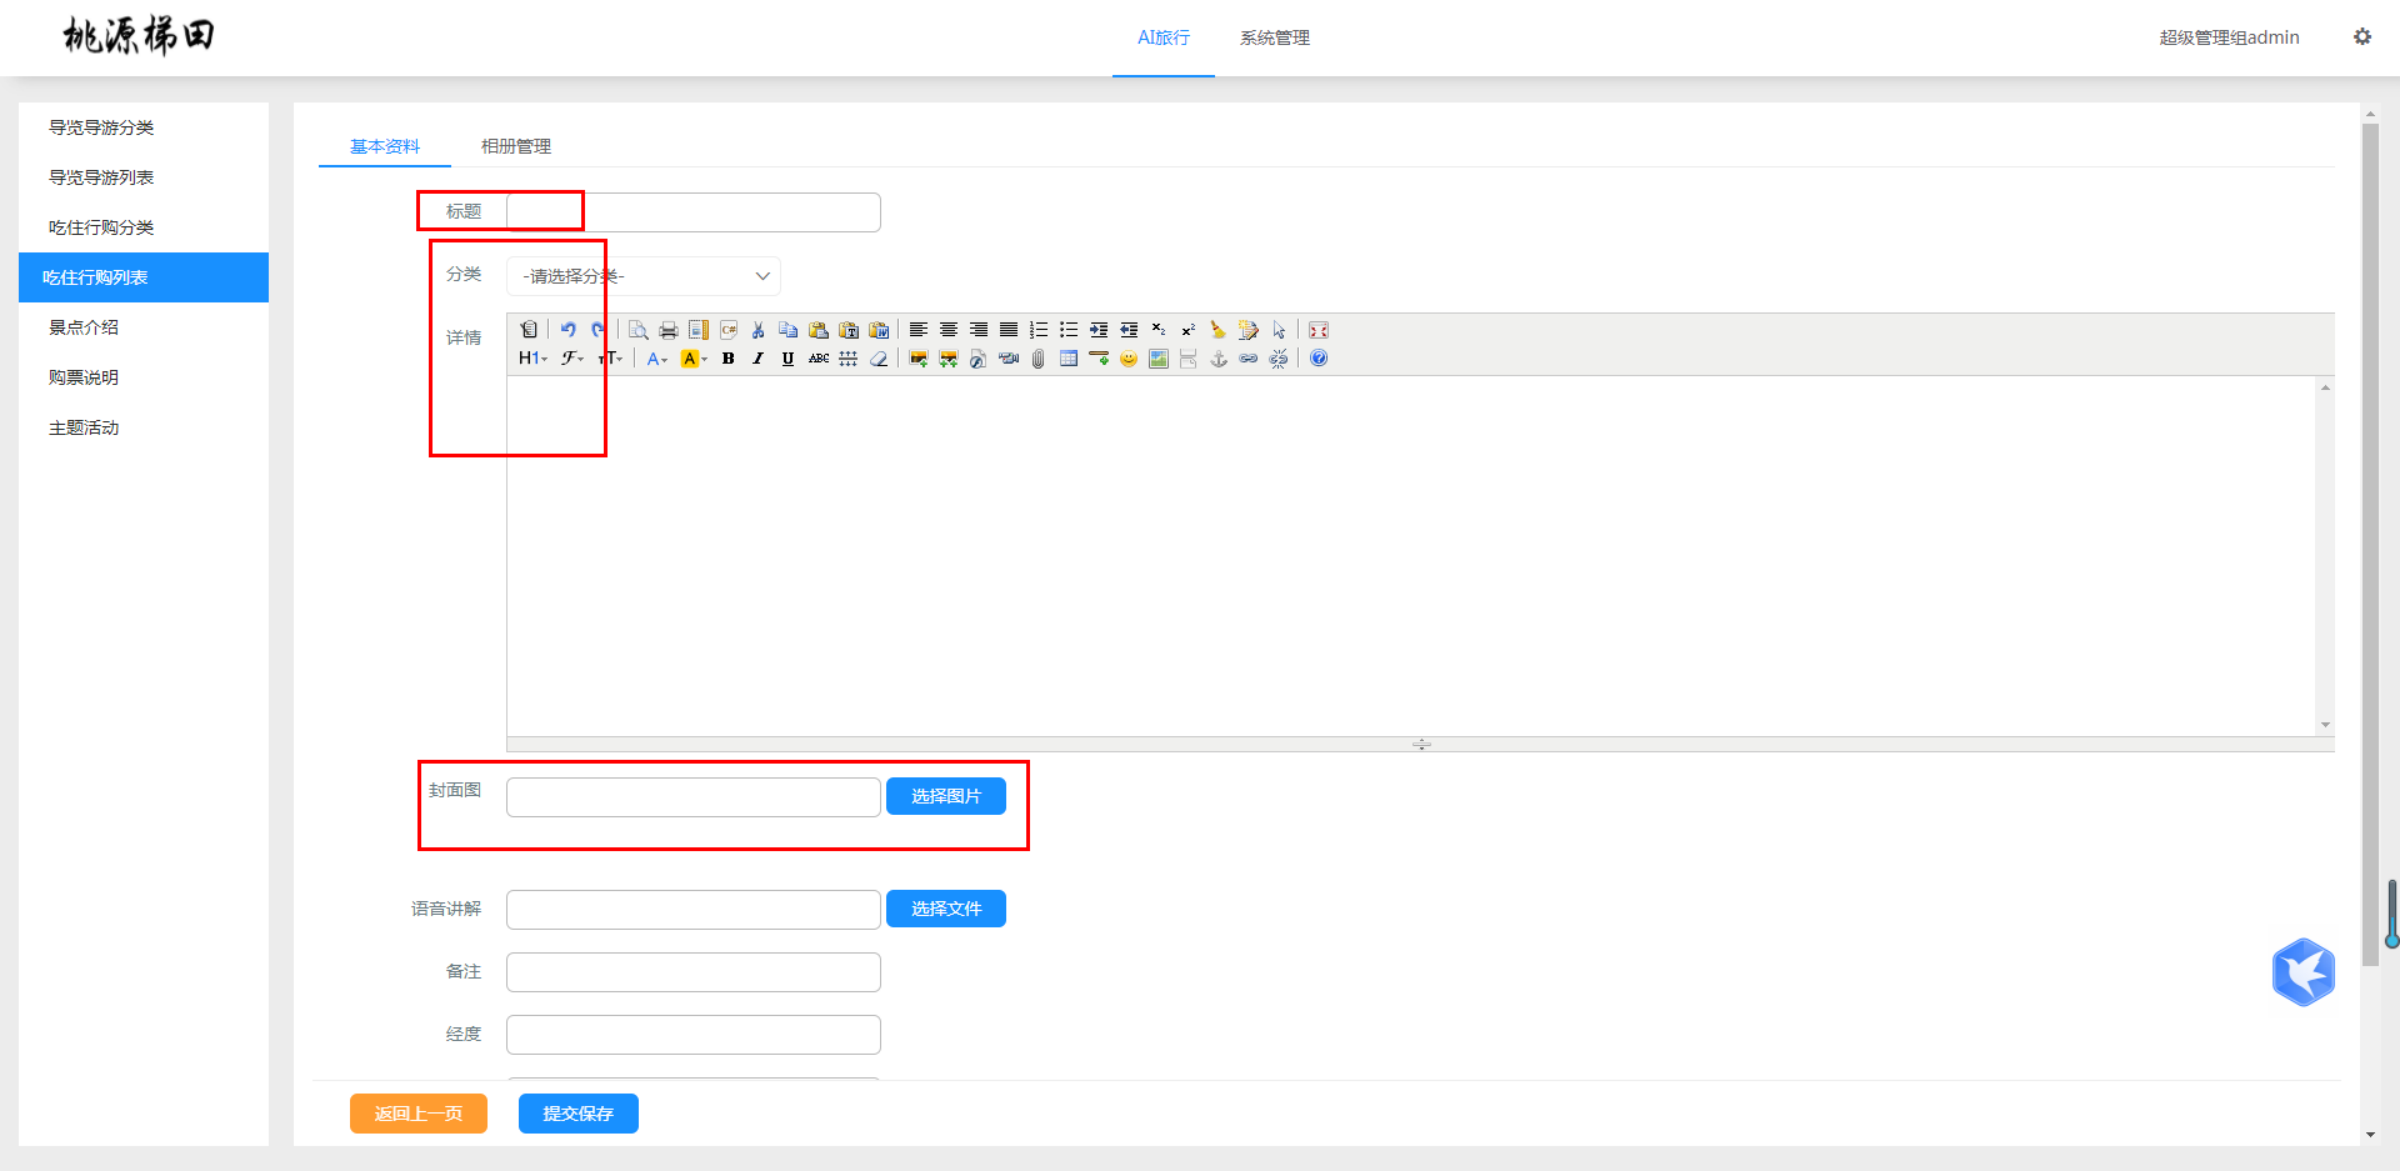 桃源梯田
AI旅行 系统管理
超级管理组admin
导览导游分类
导览导游列表
吃住行购分类
吃住行购列表
景点介绍
购票说明
主题活动
基本资料 相册管理
标题
分类 -请选择分类-
详情
H1 F TT A A B I U ABC
封面图 选择图片
语音讲解 选择文件
备注
经度
返回上一页 提交保存